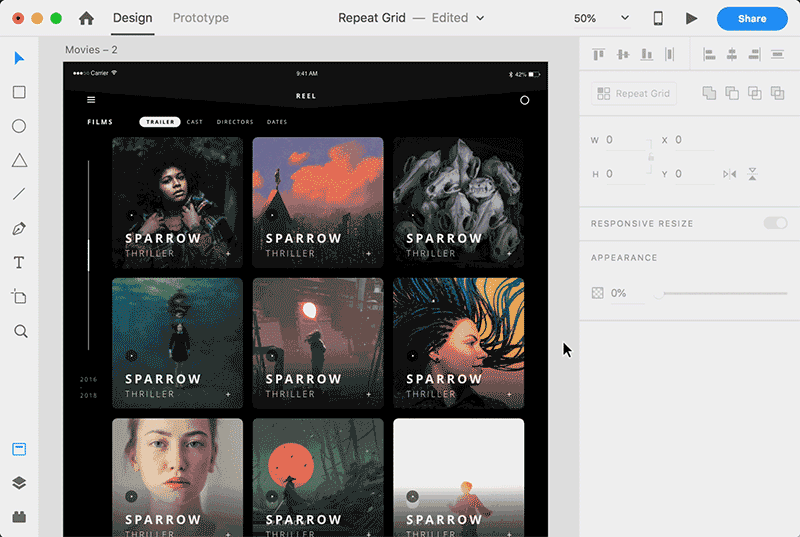 Design Prototype Repeat Grid — Edited 50% Share
Movies – 2
Carrier 9:41 AM 42%
REEL
FILMS TRAILER CAST DIRECTORS DATES
SPARROW SPARROW SPARROW
THRILLER + THRILLER + THRILLER +
SPARROW SPARROW SPARROW
THRILLER + THRILLER + THRILLER +
2016
-
2018
SPARROW SPARROW SPARROW
THRILLER + THRILLER + THRILLER +
Repeat Grid
W 0 X 0
H 0 Y 0
RESPONSIVE RESIZE
APPEARANCE
0%